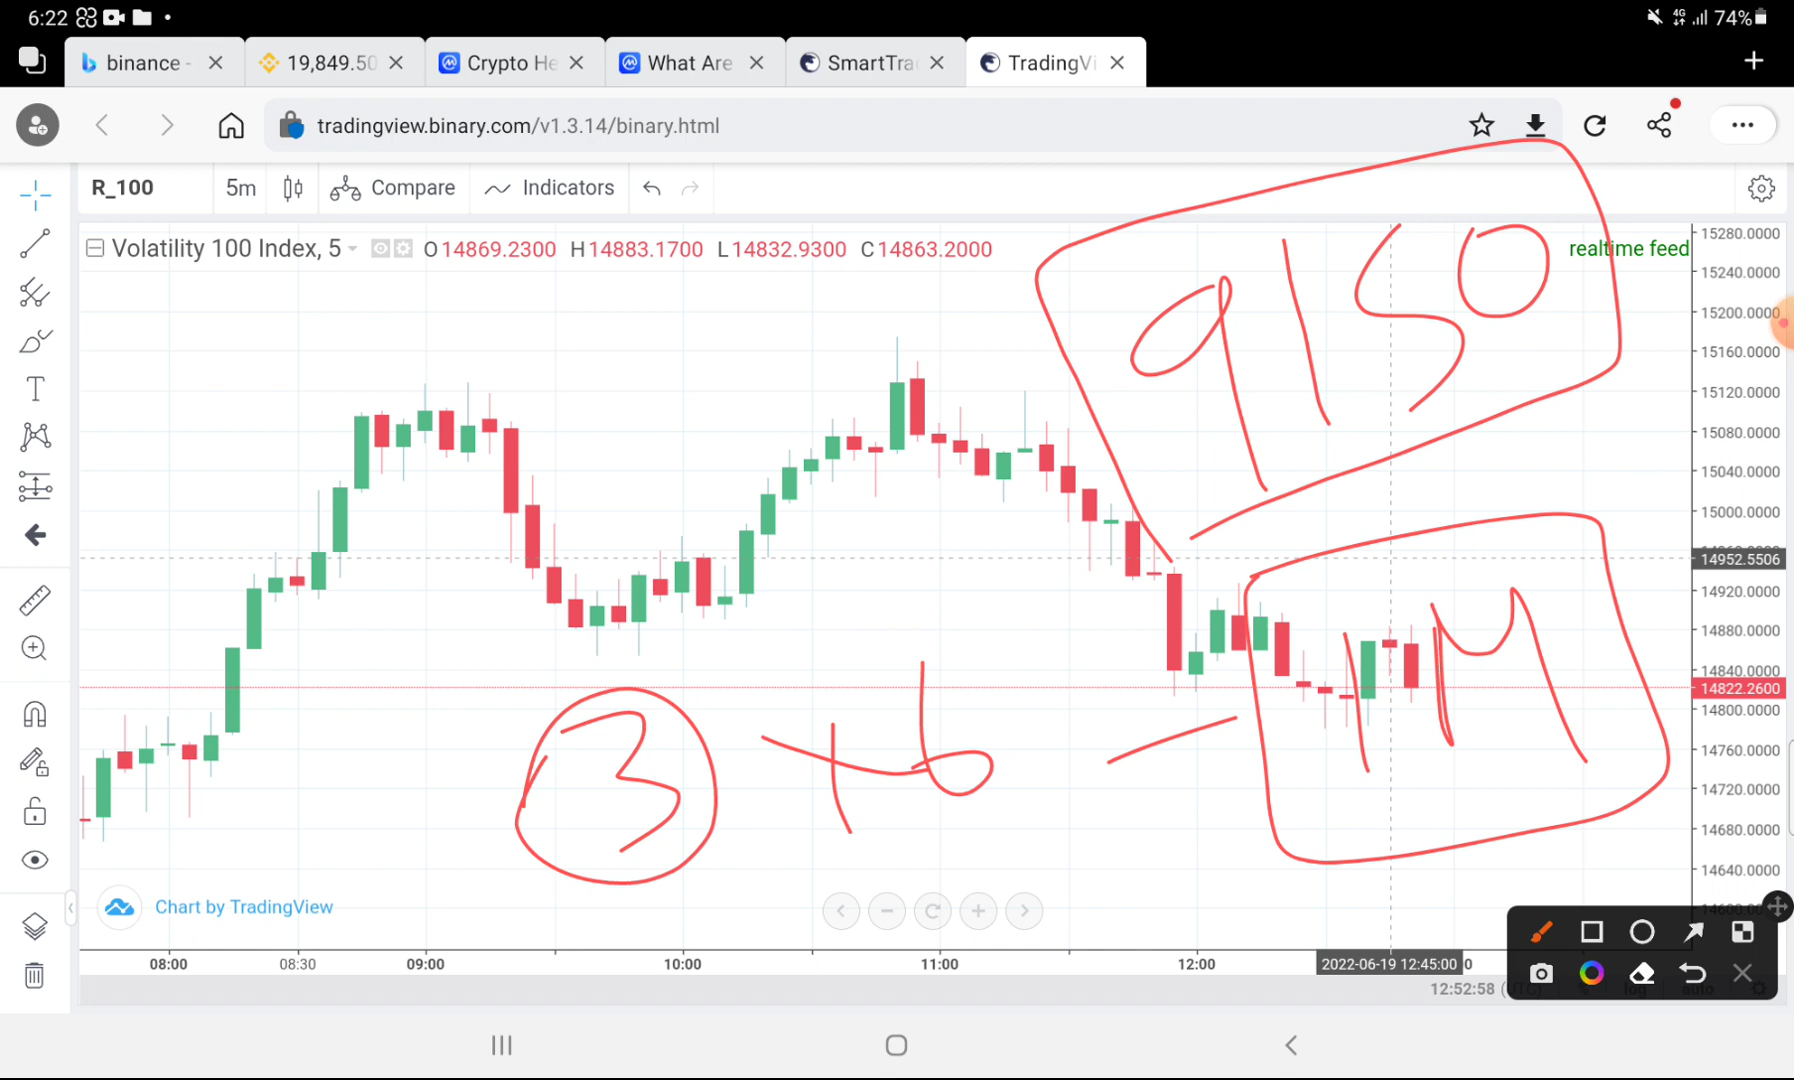 6:22 4G 74%
binance - 19,849.50 Crypto He What Are SmartTra TradingVi
tradingview.binary.com/v1.3.14/binary.html
R_100 5m Compare Indicators
Volatility 100 Index, 5 O14869.2300 H14883.1700 L14832.9300 C14863.2000
realtime feed
15280.0000
15240.0000
15200.0000
15160.0000
15120.0000
15080.0000
15040.0000
15000.0000
14952.5506
14920.0000
14880.0000
14840.0000
14822.2600
14800.0000
14760.0000
14720.0000
14680.0000
14640.0000
9150
3 + 6 - 1M
T
Chart by TradingView
08:00 08:30 09:00 10:00 11:00 12:00 2022-06-19 12:45:00
12:52:58